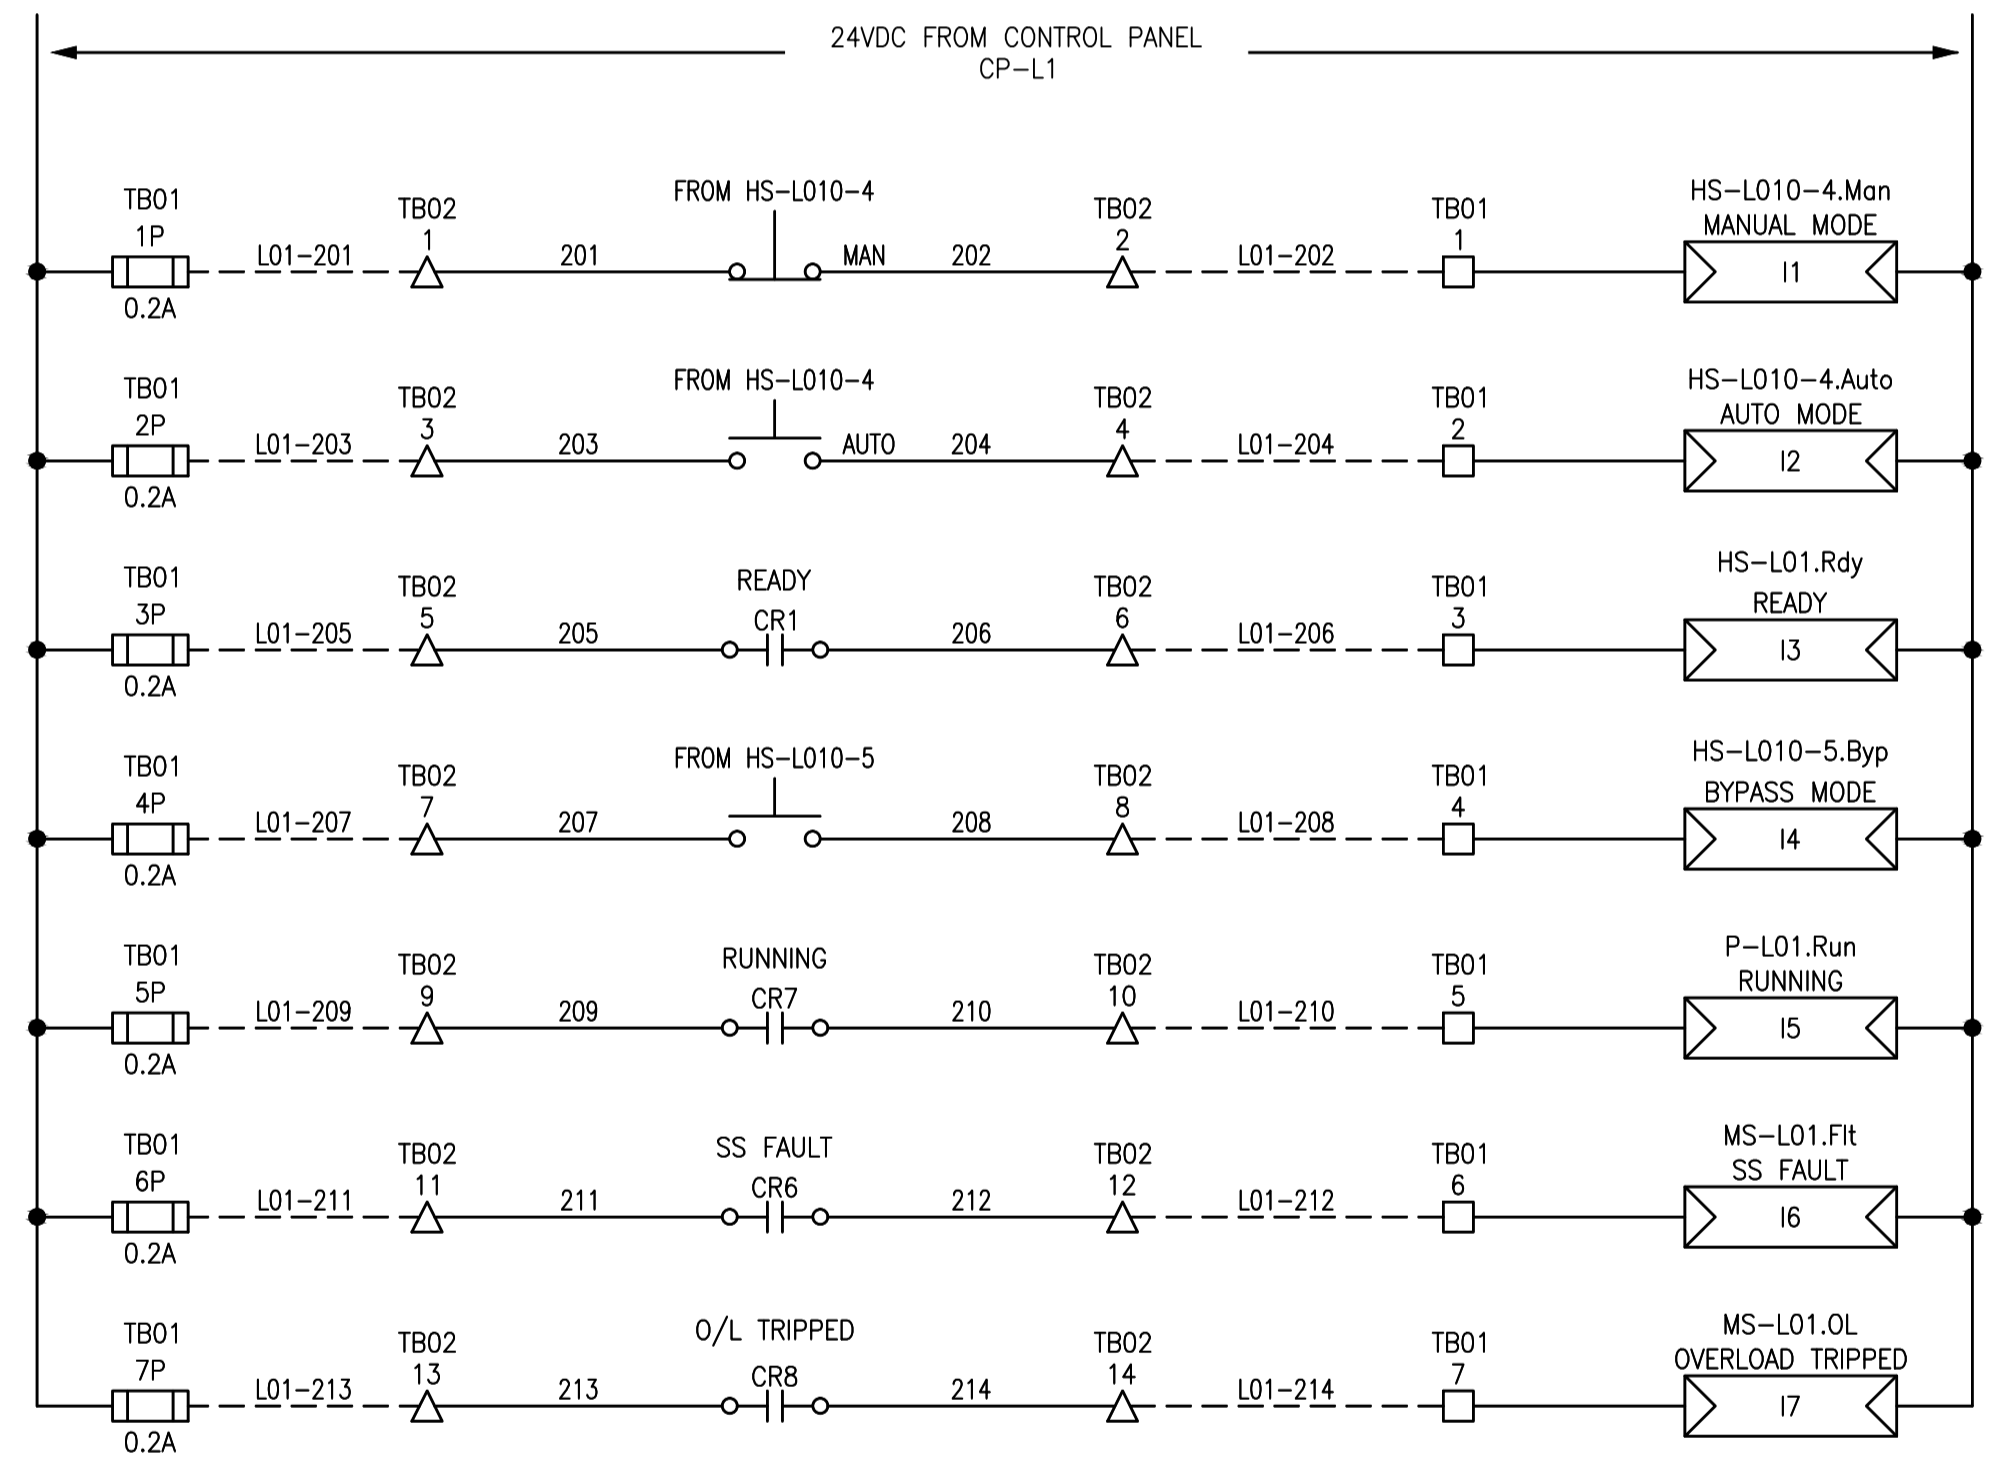 24VDC FROM CONTROL PANEL
CP-L1
TB01
1P
0.2A
L01-201
TB02
1
201
FROM HS-L010-4
MAN
202
TB02
2
L01-202
TB01
1
HS-L010-4.Man
MANUAL MODE
I1
TB01
2P
0.2A
L01-203
TB02
3
203
FROM HS-L010-4
AUTO
204
TB02
4
L01-204
TB01
2
HS-L010-4.Auto
AUTO MODE
I2
TB01
3P
0.2A
L01-205
TB02
5
205
READY
CR1
206
TB02
6
L01-206
TB01
3
HS-L01.Rdy
READY
I3
TB01
4P
0.2A
L01-207
TB02
7
207
FROM HS-L010-5
208
TB02
8
L01-208
TB01
4
HS-L010-5.Byp
BYPASS MODE
I4
TB01
5P
0.2A
L01-209
TB02
9
209
RUNNING
CR7
210
TB02
10
L01-210
TB01
5
P-L01.Run
RUNNING
I5
TB01
6P
0.2A
L01-211
TB02
11
211
SS FAULT
CR6
212
TB02
12
L01-212
TB01
6
MS-L01.Flt
SS FAULT
I6
TB01
7P
0.2A
L01-213
TB02
13
213
O/L TRIPPED
CR8
214
TB02
14
L01-214
TB01
7
MS-L01.OL
OVERLOAD TRIPPED
I7